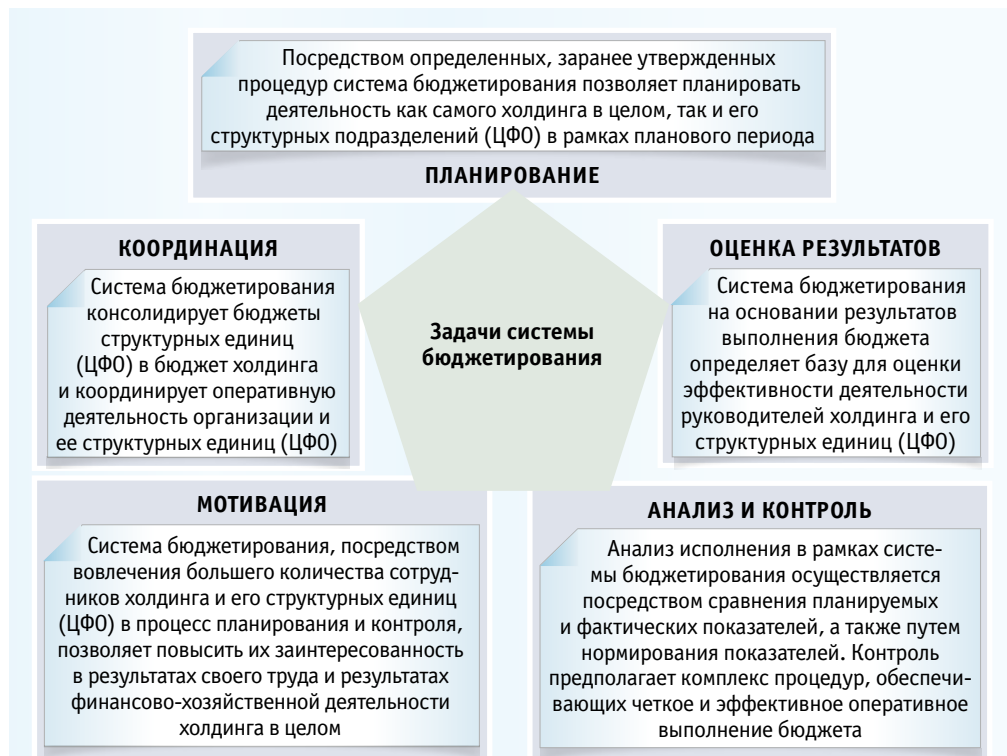 Посредством определенных, заранее утвержденных
процедур система бюджетирования позволяет планировать
деятельность как самого холдинга в целом, так и его
структурных подразделений (ЦФО) в рамках планового периода
ПЛАНИРОВАНИЕ
КООРДИНАЦИЯ
Система бюджетирования
консолидирует бюджеты
структурных единиц
(ЦФО) в бюджет холдинга
и координирует оперативную
деятельность организации и
ее структурных единиц (ЦФО)
Задачи системы
бюджетирования
ОЦЕНКА РЕЗУЛЬТАТОВ
Система бюджетирования
на основании результатов
выполнения бюджета
определяет базу для оценки
эффективности деятельности
руководителей холдинга и его
структурных единиц (ЦФО)
МОТИВАЦИЯ
Система бюджетирования, посредством
вовлечения большего количества сотруд-
ников холдинга и его структурных единиц
(ЦФО) в процесс планирования и контроля,
позволяет повысить их заинтересованность
в результатах своего труда и результатах
финансово-хозяйственной деятельности
холдинга в целом
АНАЛИЗ И КОНТРОЛЬ
Анализ исполнения в рамках систе-
мы бюджетирования осуществляется
посредством сравнения планируемых
и фактических показателей, а также путем
нормирования показателей. Контроль
предполагает комплекс процедур, обеспечи-
вающих четкое и эффективное оперативное
выполнение бюджета